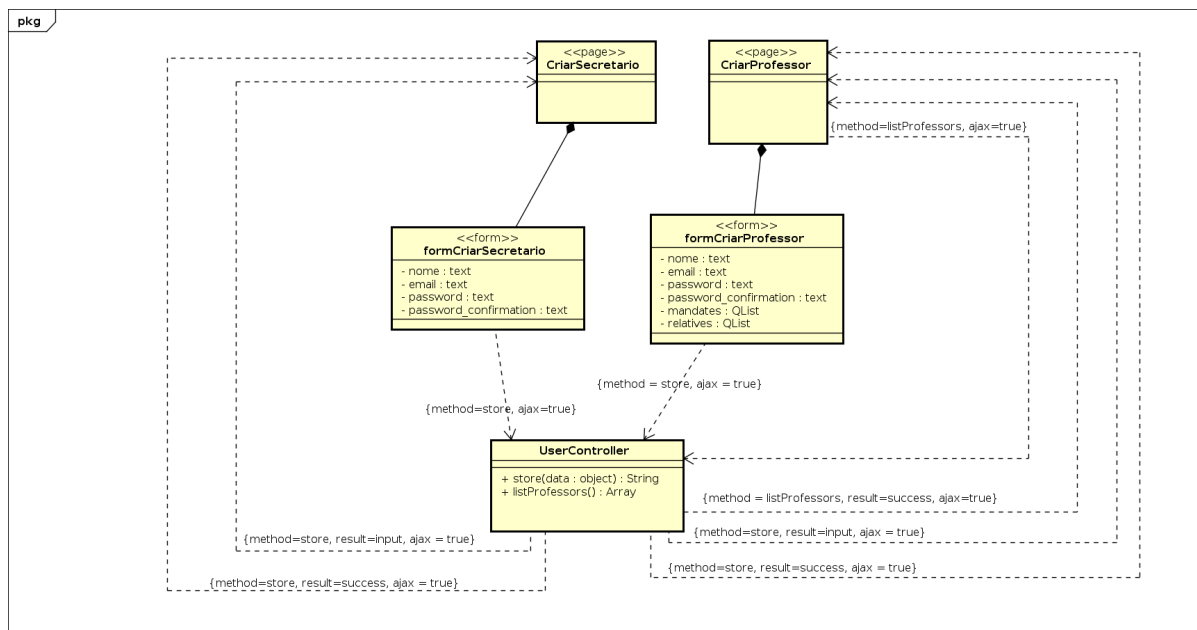 pkg
<<page>>
CriarSecretario
<<page>>
CriarProfessor
{method=listProfessors, ajax=true}
<<form>>
formCriarSecretario
- nome : text
- email : text
- password : text
- password_confirmation : text
<<form>>
formCriarProfessor
- nome : text
- email : text
- password : text
- password_confirmation : text
- mandates : QList
- relatives : QList
{method = store, ajax = true}
{method=store, ajax=true}
UserController
+ store(data : object) : String
+ listProfessors() : Array
{method = listProfessors, result=success, ajax=true}
{method=store, result=input, ajax = true}
{method=store, result=input, ajax = true}
{method=store, result=success, ajax = true}
{method=store, result=success, ajax = true}